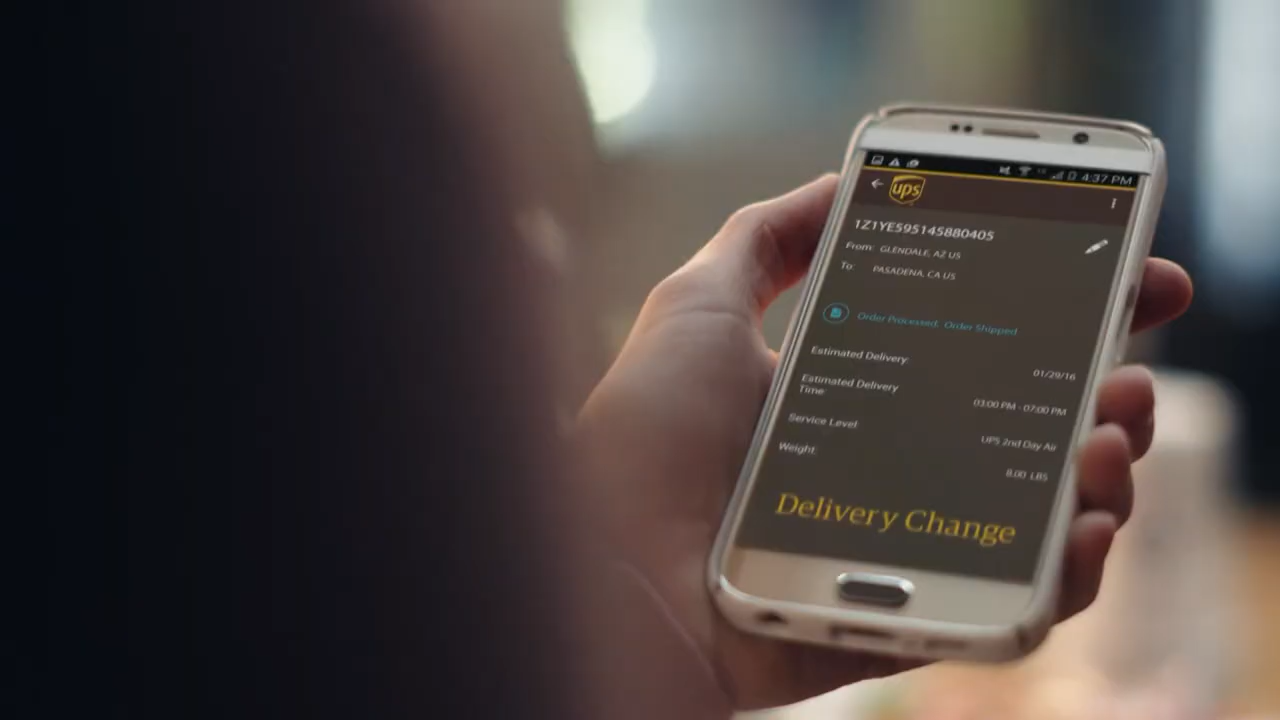 4:37 PM
ups
1Z1YE595145880405
From: GLENDALE, AZ US
To: PASADENA, CA US
Order Processed: Order Shipped
Estimated Delivery: 01/29/16
Estimated Delivery Time: 03:00 PM - 07:00 PM
Service Level UPS 2nd Day Air
Weight: 8.00 LBS
Delivery Change